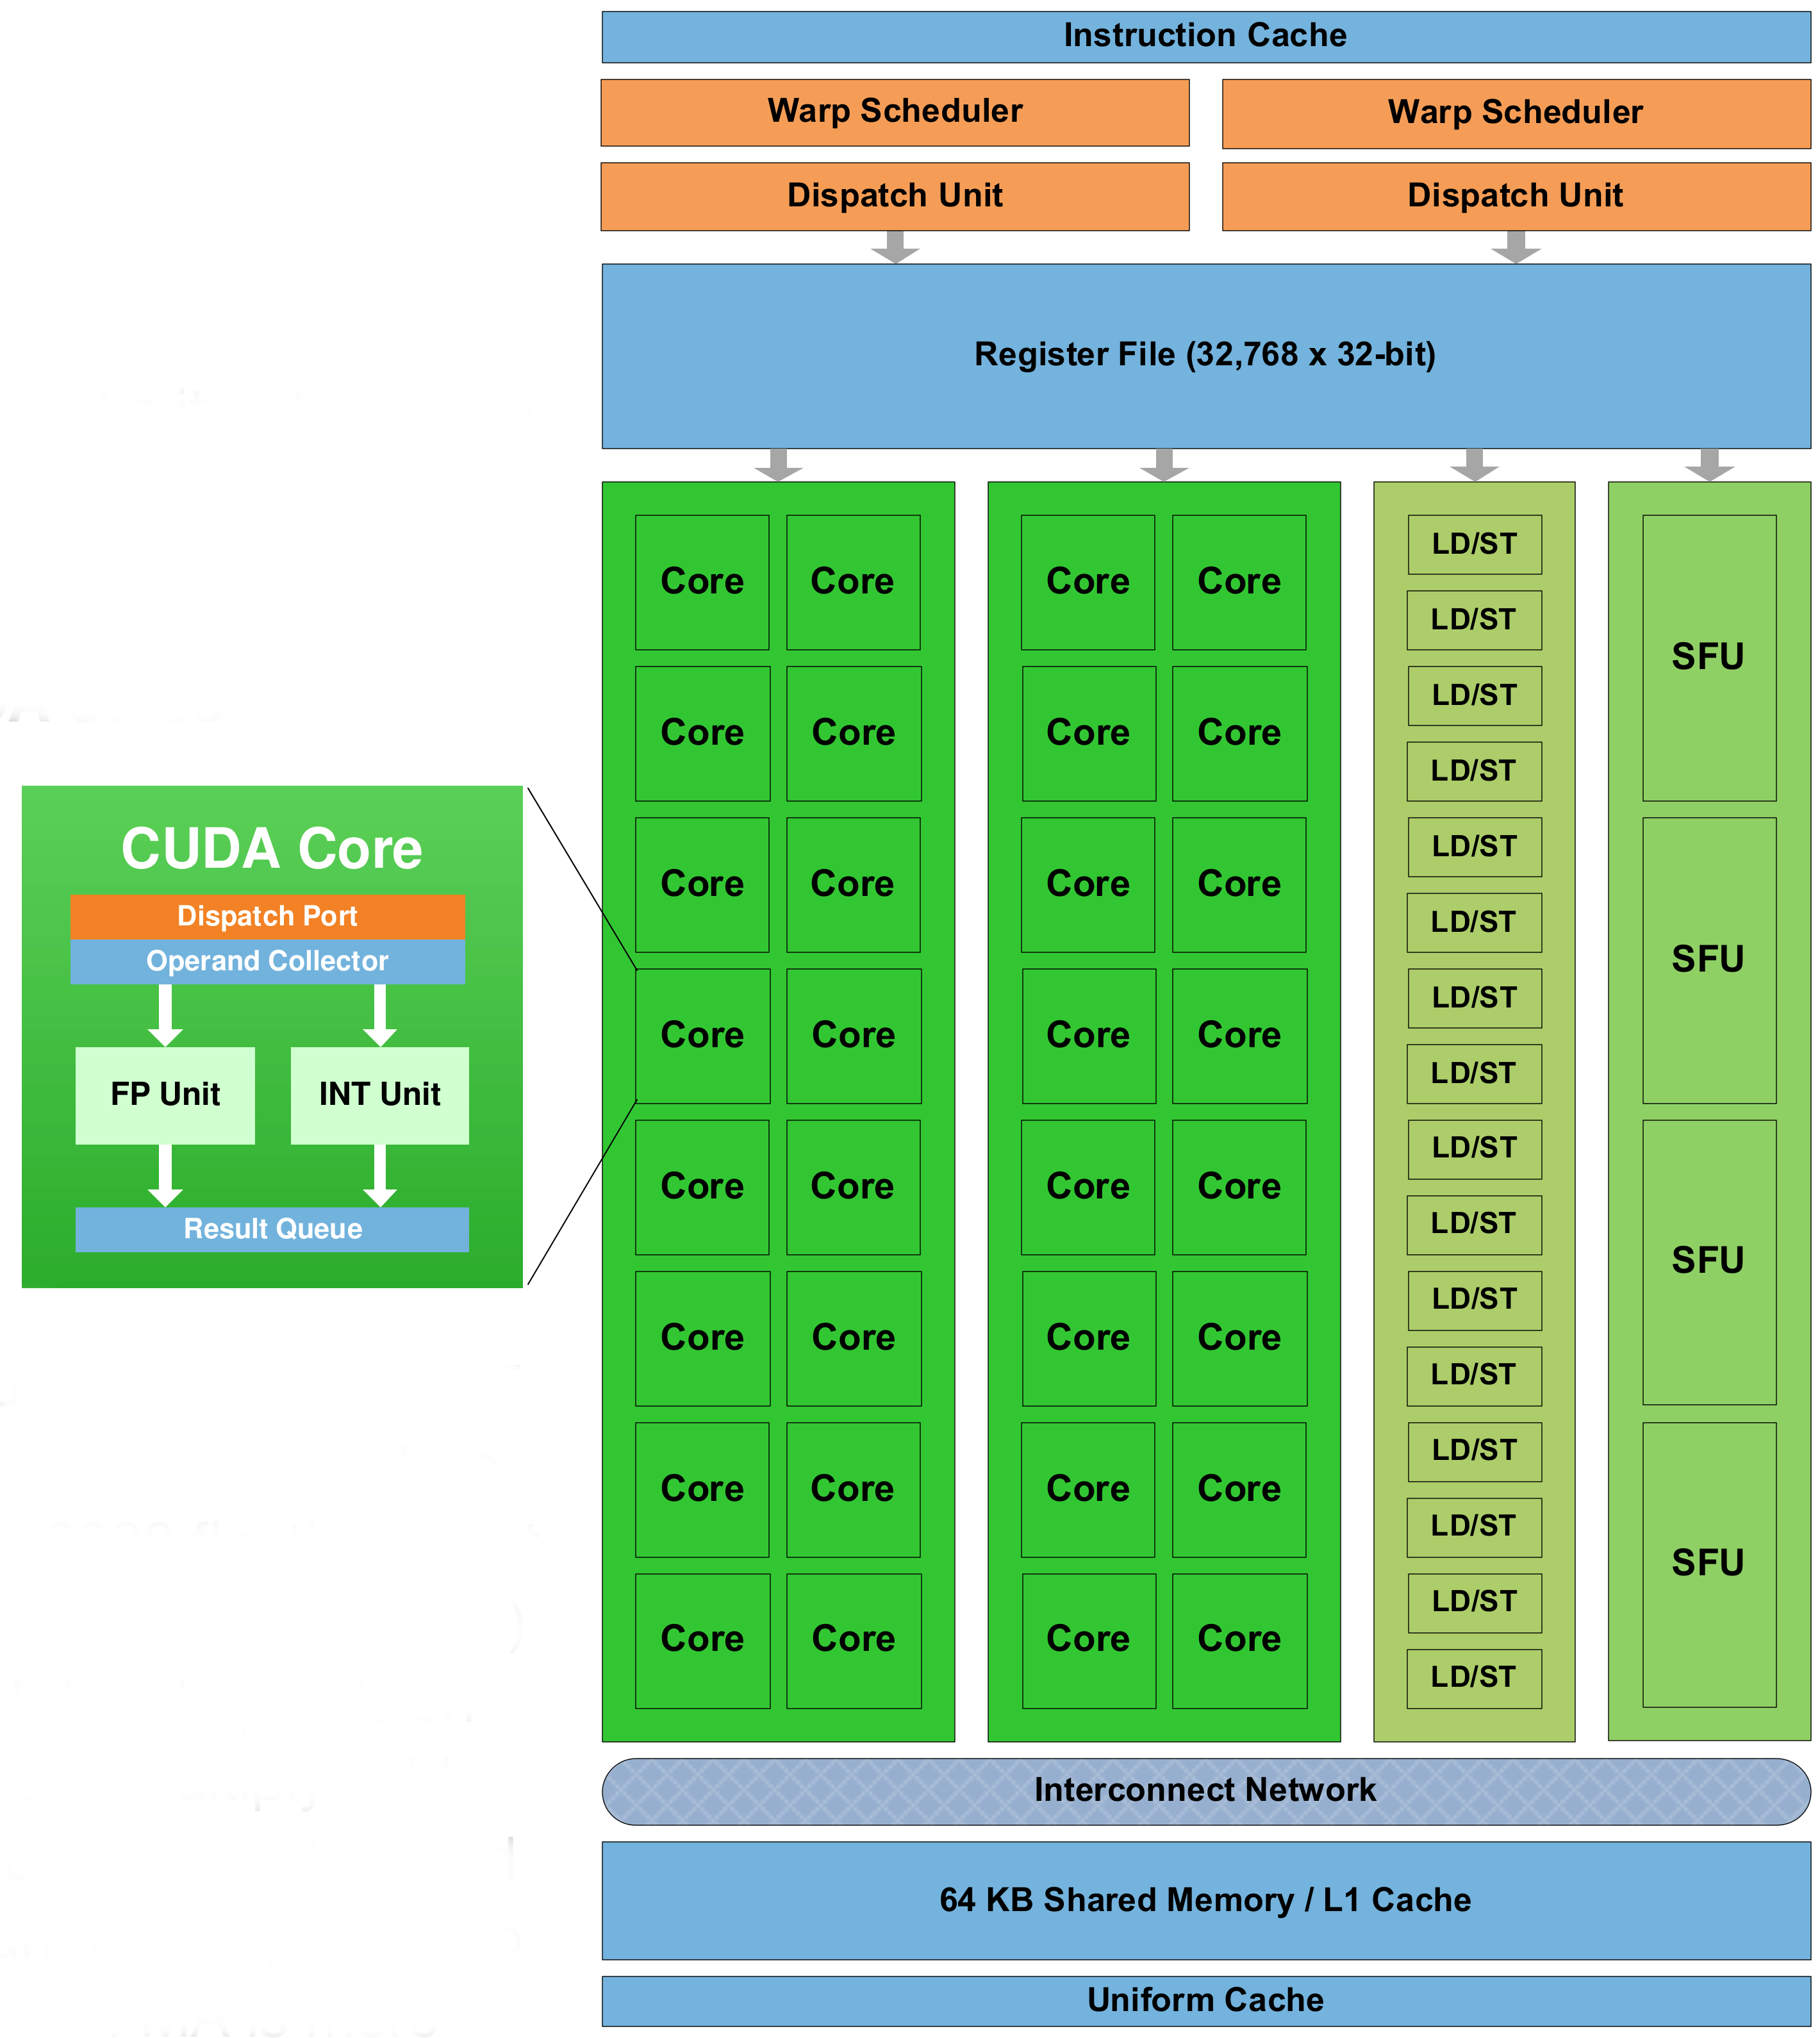 Instruction Cache
Warp Scheduler Warp Scheduler
Dispatch Unit Dispatch Unit
Register File (32,768 x 32-bit)
Core Core Core Core LD/ST
LD/ST
SFU
Core Core Core Core LD/ST
LD/ST
Core Core Core Core LD/ST
LD/ST
SFU
Core Core Core Core LD/ST
LD/ST
Core Core Core Core LD/ST
LD/ST
SFU
Core Core Core Core LD/ST
LD/ST
Core Core Core Core LD/ST
LD/ST
SFU
Core Core Core Core LD/ST
LD/ST
CUDA Core
Dispatch Port
Operand Collector
FP Unit INT Unit
Result Queue
Interconnect Network
64 KB Shared Memory / L1 Cache
Uniform Cache